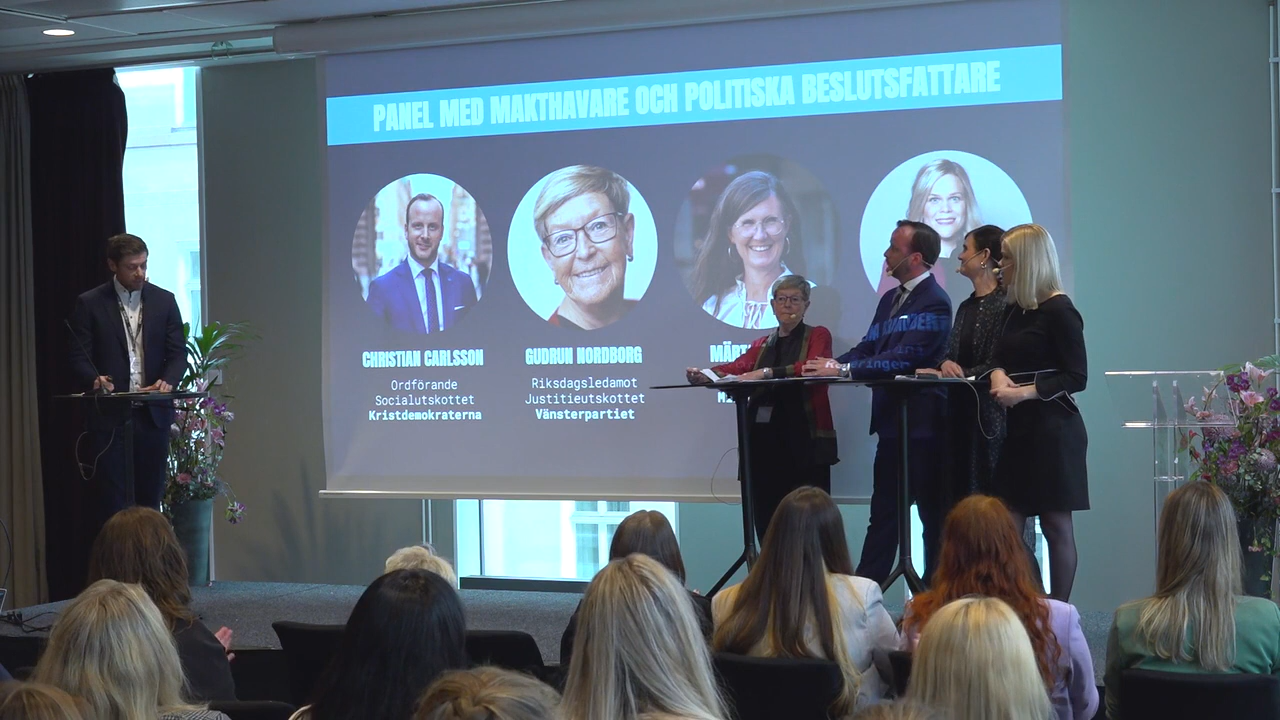 PANEL MED MAKTHAVARE OCH POLITISKA BESLUTSFATTARE
CHRISTIAN CARLSSON
Ordförande
Socialutskottet
Kristdemokraterna
GUDRUN NORDBORG
Riksdagsledamot
Justitieutskottet
Vänsterpartiet